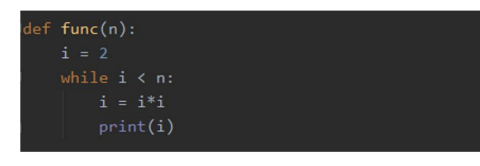 def func(n):
    i = 2
    while i < n:
        i = i*i
        print(i)